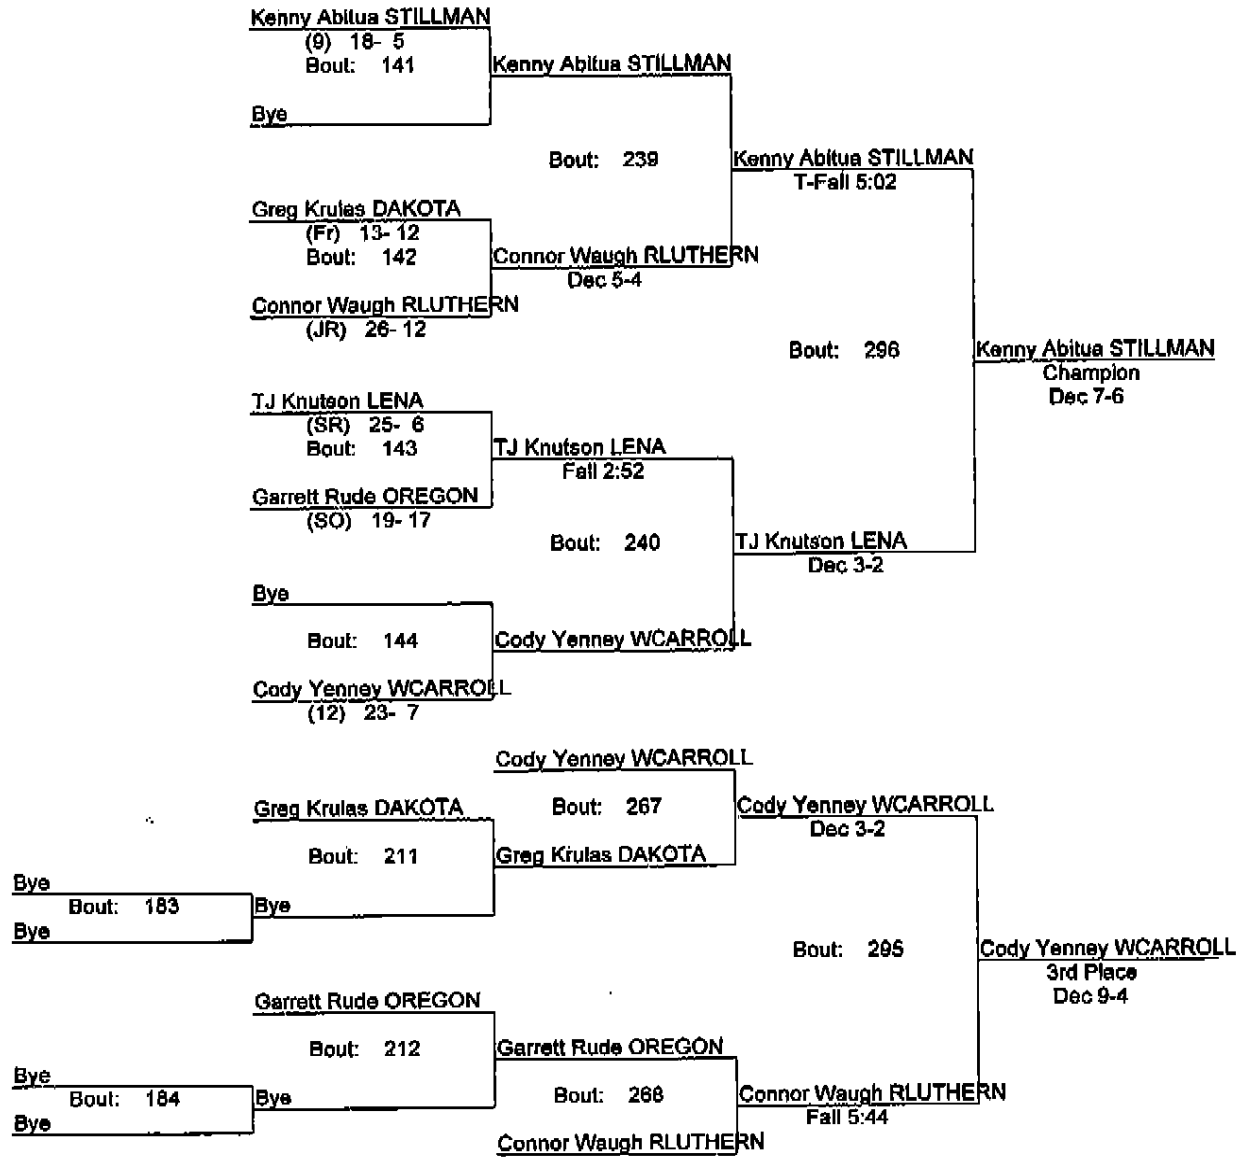 Kenny Abitua STILLMAN
(9) 18- 5
Bout: 141
Kenny Abitua STILLMAN
Bye
Bout: 239
Kenny Abitua STILLMAN
T-Fall 5:02
Greg Krulas DAKOTA
(Fr) 13- 12
Bout: 142
Connor Waugh RLUTHERN
Dec 5-4
Connor Waugh RLUTHERN
(JR) 26- 12
Bout: 296
Kenny Abitua STILLMAN
Champion
Dec 7-6
TJ Knutson LENA
(SR) 25- 6
Bout: 143
TJ Knutson LENA
Fall 2:52
Garrett Rude OREGON
(SO) 19- 17
Bout: 240
TJ Knutson LENA
Dec 3-2
Bye
Bout: 144
Cody Yenney WCARROLL
Cody Yenney WCARROLL
(12) 23- 7
Cody Yenney WCARROLL
Greg Krulas DAKOTA
Bout: 267
Cody Yenney WCARROLL
Dec 3-2
Bout: 211
Greg Krulas DAKOTA
Bye
Bout: 183
Bye
Bye
Bout: 295
Cody Yenney WCARROLL
3rd Place
Dec 9-4
Garrett Rude OREGON
Bout: 212
Garrett Rude OREGON
Bye
Bout: 184
Bye
Bye
Bout: 268
Connor Waugh RLUTHERN
Fall 5:44
Connor Waugh RLUTHERN